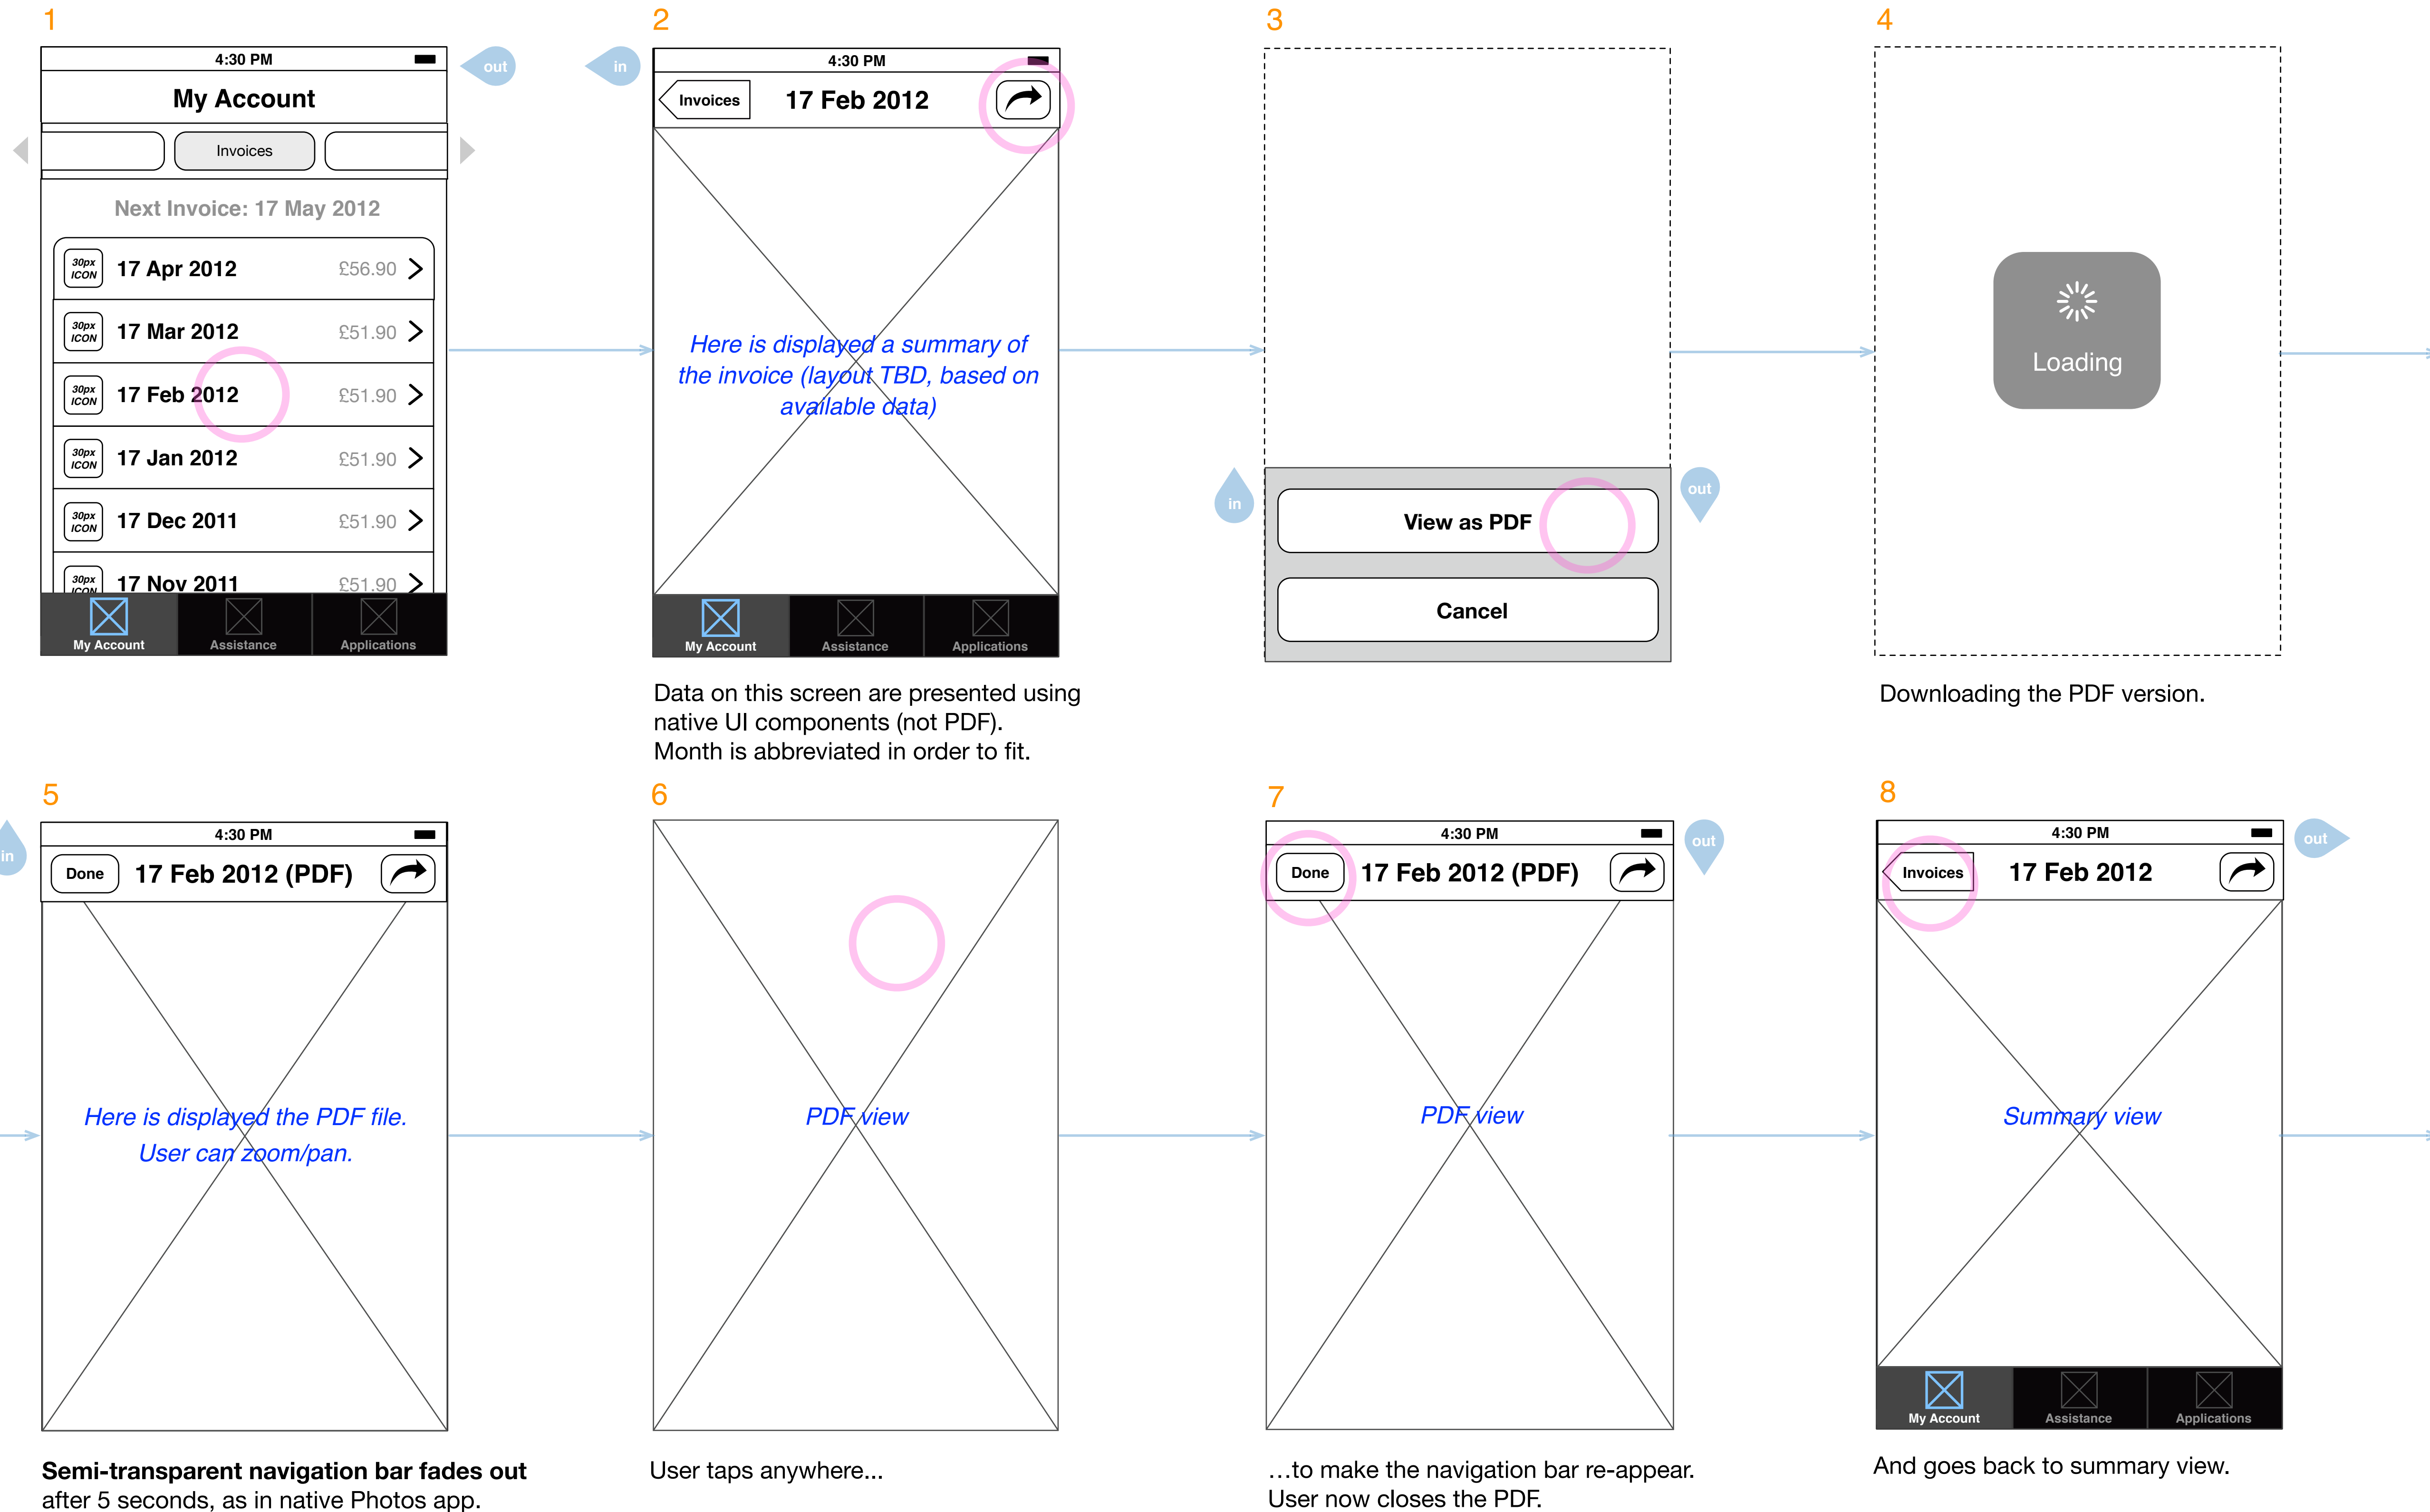 1
4:30 PM
out
My Account
Invoices
Next Invoice: 17 May 2012
30px
ICON
17 Apr 2012
£56.90
30px
ICON
17 Mar 2012
£51.90
30px
ICON
17 Feb 2012
£51.90
30px
ICON
17 Jan 2012
£51.90
30px
ICON
17 Dec 2011
£51.90
30px
ICON
17 Nov 2011
£51.90
My Account
Assistance
Applications
2
in
4:30 PM
Invoices
17 Feb 2012
Here is displayed a summary of
the invoice (layout TBD, based on
available data)
My Account
Assistance
Applications
Data on this screen are presented using
native UI components (not PDF).
Month is abbreviated in order to fit.
3
in
out
View as PDF
Cancel
4
Loading
Downloading the PDF version.
5
in
4:30 PM
Done
17 Feb 2012 (PDF)
Here is displayed the PDF file.
User can zoom/pan.
Semi-transparent navigation bar fades out
after 5 seconds, as in native Photos app.
6
PDF view
User taps anywhere...
7
4:30 PM
out
Done
17 Feb 2012 (PDF)
PDF view
…to make the navigation bar re-appear.
User now closes the PDF.
8
4:30 PM
out
Invoices
17 Feb 2012
Summary view
My Account
Assistance
Applications
And goes back to summary view.